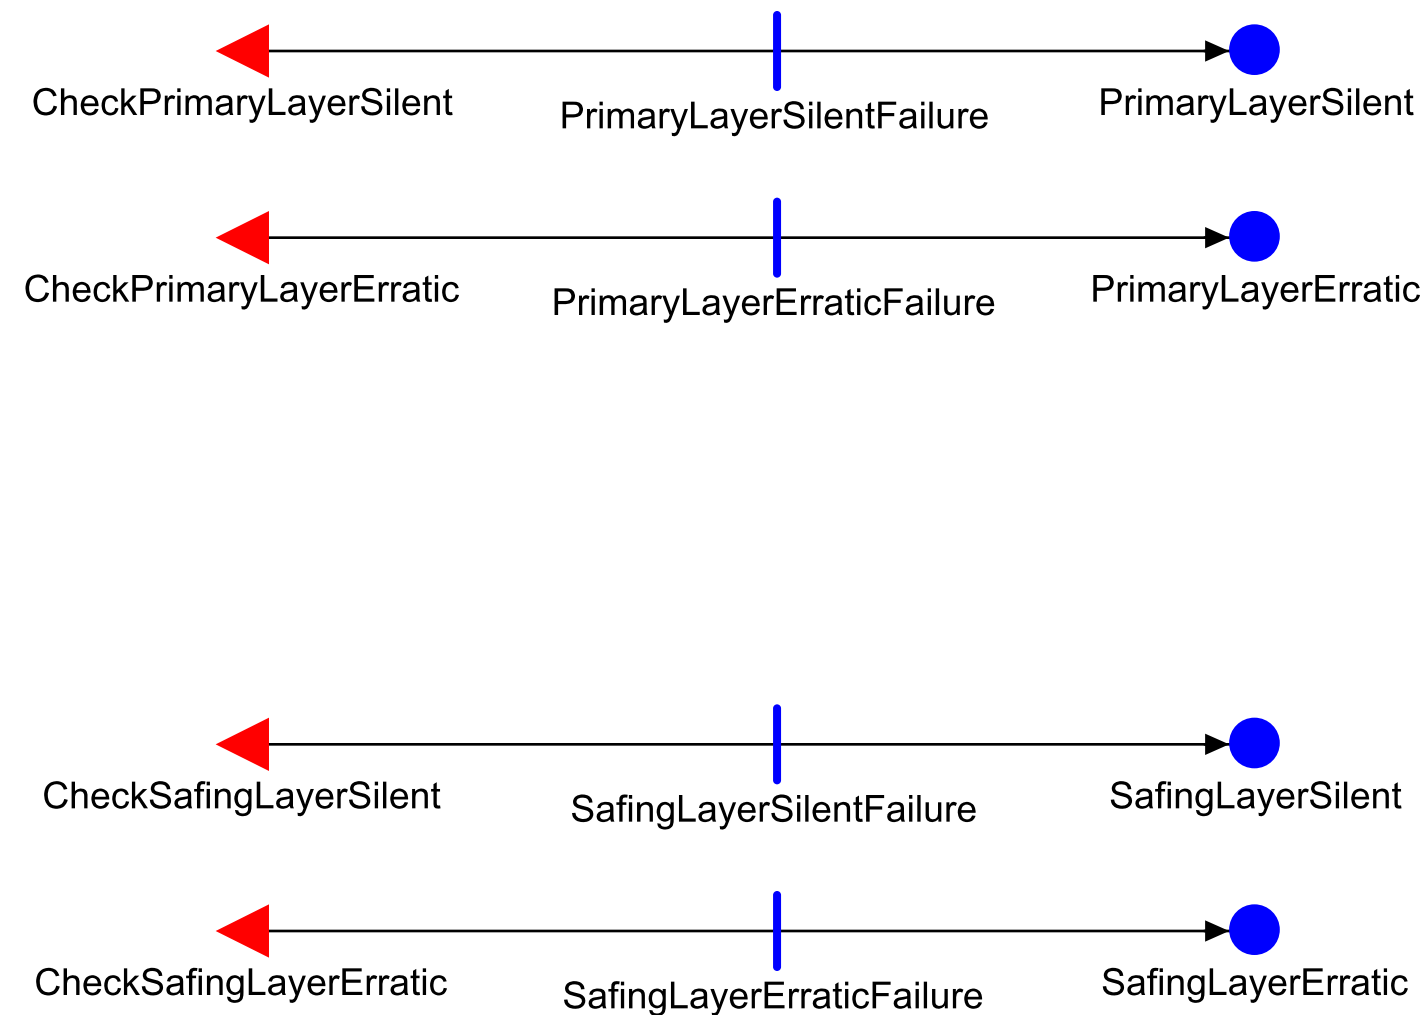 CheckPrimaryLayerSilent
PrimaryLayerSilentFailure
PrimaryLayerSilent
CheckPrimaryLayerErratic
PrimaryLayerErraticFailure
PrimaryLayerErratic
CheckSafingLayerSilent
SafingLayerSilentFailure
SafingLayerSilent
CheckSafingLayerErratic
SafingLayerErraticFailure
SafingLayerErratic